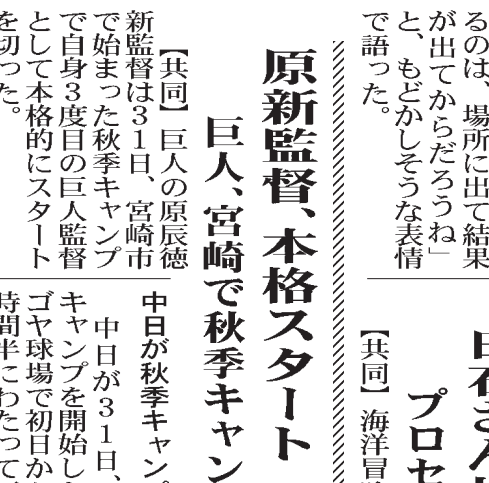 るのは、場所に出て結果
が出てからだろうね」
と、もどかしそうな表情
で語った。
【共同】海洋冒
プロセ
原新監督、本格スタート
巨人、宮崎で秋季キャン
【共同】巨人の原辰徳
新監督は３１日、宮崎市
で始まった秋季キャンプ
で自身３度目の巨人監督
として本格的にスタート
を切った。
中日が秋季キャン
中日が３１日、
キャンプを開始し
ゴヤ球場で初日か
時間半にわたって